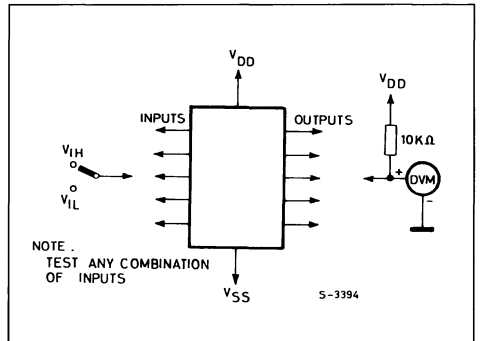 VDD
INPUTS
OUTPUTS
VIH
VIL
VDD
10KΩ
+
DVM
-
NOTE.
TEST ANY COMBINATION
OF INPUTS
VSS
S-3394